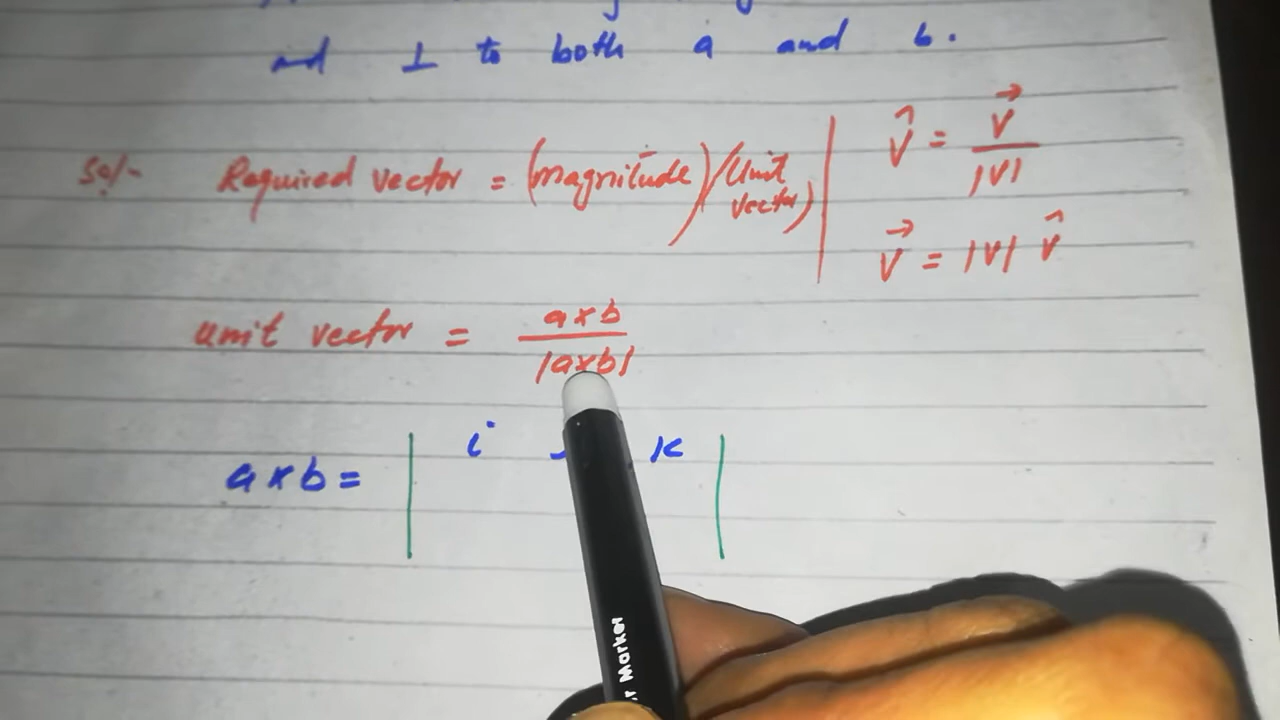 and ⊥ to both a and b.
Sol- Required vector = (magnitude)(Unit vector)
v̂ = v⃗ / |v|
v⃗ = |v| v̂
unit vector = a×b / |a×b|
a×b = | i k |
r Marker